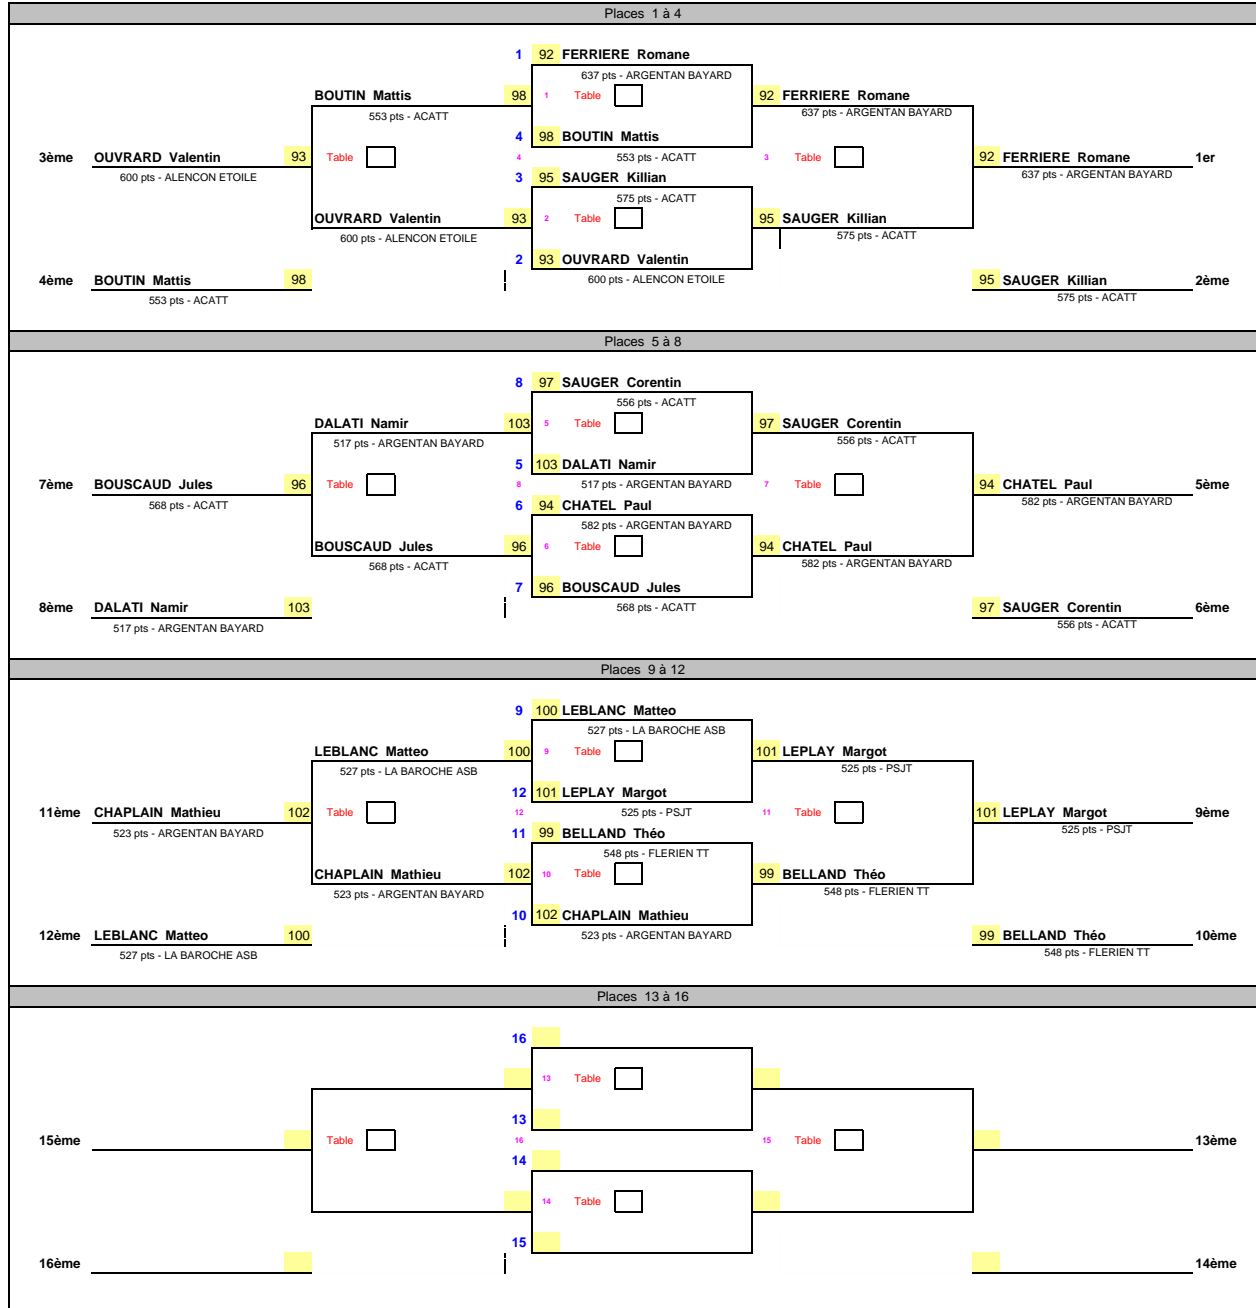 Places 1 à 4
1 92 FERRIERE Romane
637 pts - ARGENTAN BAYARD
BOUTIN Mattis 98 1 Table 92 FERRIERE Romane
553 pts - ACATT 637 pts - ARGENTAN BAYARD
4 98 BOUTIN Mattis
3ème OUVRARD Valentin 93 Table 4 553 pts - ACATT 3 Table 92 FERRIERE Romane 1er
600 pts - ALENCON ETOILE 3 95 SAUGER Killian 637 pts - ARGENTAN BAYARD
575 pts - ACATT
OUVRARD Valentin 93 2 Table 95 SAUGER Killian
600 pts - ALENCON ETOILE 575 pts - ACATT
2 93 OUVRARD Valentin
4ème BOUTIN Mattis 98 600 pts - ALENCON ETOILE 95 SAUGER Killian 2ème
553 pts - ACATT 575 pts - ACATT
Places 5 à 8
8 97 SAUGER Corentin
556 pts - ACATT
DALATI Namir 103 5 Table 97 SAUGER Corentin
517 pts - ARGENTAN BAYARD 556 pts - ACATT
5 103 DALATI Namir
7ème BOUSCAUD Jules 96 Table 8 517 pts - ARGENTAN BAYARD 7 Table 94 CHATEL Paul 5ème
568 pts - ACATT 6 94 CHATEL Paul 582 pts - ARGENTAN BAYARD
582 pts - ARGENTAN BAYARD
BOUSCAUD Jules 96 6 Table 94 CHATEL Paul
568 pts - ACATT 582 pts - ARGENTAN BAYARD
7 96 BOUSCAUD Jules
8ème DALATI Namir 103 568 pts - ACATT 97 SAUGER Corentin 6ème
517 pts - ARGENTAN BAYARD 556 pts - ACATT
Places 9 à 12
9 100 LEBLANC Matteo
527 pts - LA BAROCHE ASB
LEBLANC Matteo 100 9 Table 101 LEPLAY Margot
527 pts - LA BAROCHE ASB 525 pts - PSJT
12 101 LEPLAY Margot
11ème CHAPLAIN Mathieu 102 Table 12 525 pts - PSJT 11 Table 101 LEPLAY Margot 9ème
523 pts - ARGENTAN BAYARD 11 99 BELLAND Théo 525 pts - PSJT
548 pts - FLERIEN TT
CHAPLAIN Mathieu 102 10 Table 99 BELLAND Théo
523 pts - ARGENTAN BAYARD 548 pts - FLERIEN TT
10 102 CHAPLAIN Mathieu
12ème LEBLANC Matteo 100 523 pts - ARGENTAN BAYARD 99 BELLAND Théo 10ème
527 pts - LA BAROCHE ASB 548 pts - FLERIEN TT
Places 13 à 16
16
13 Table
13
15ème Table 16 15 Table 13ème
14
14 Table
15
16ème 14ème